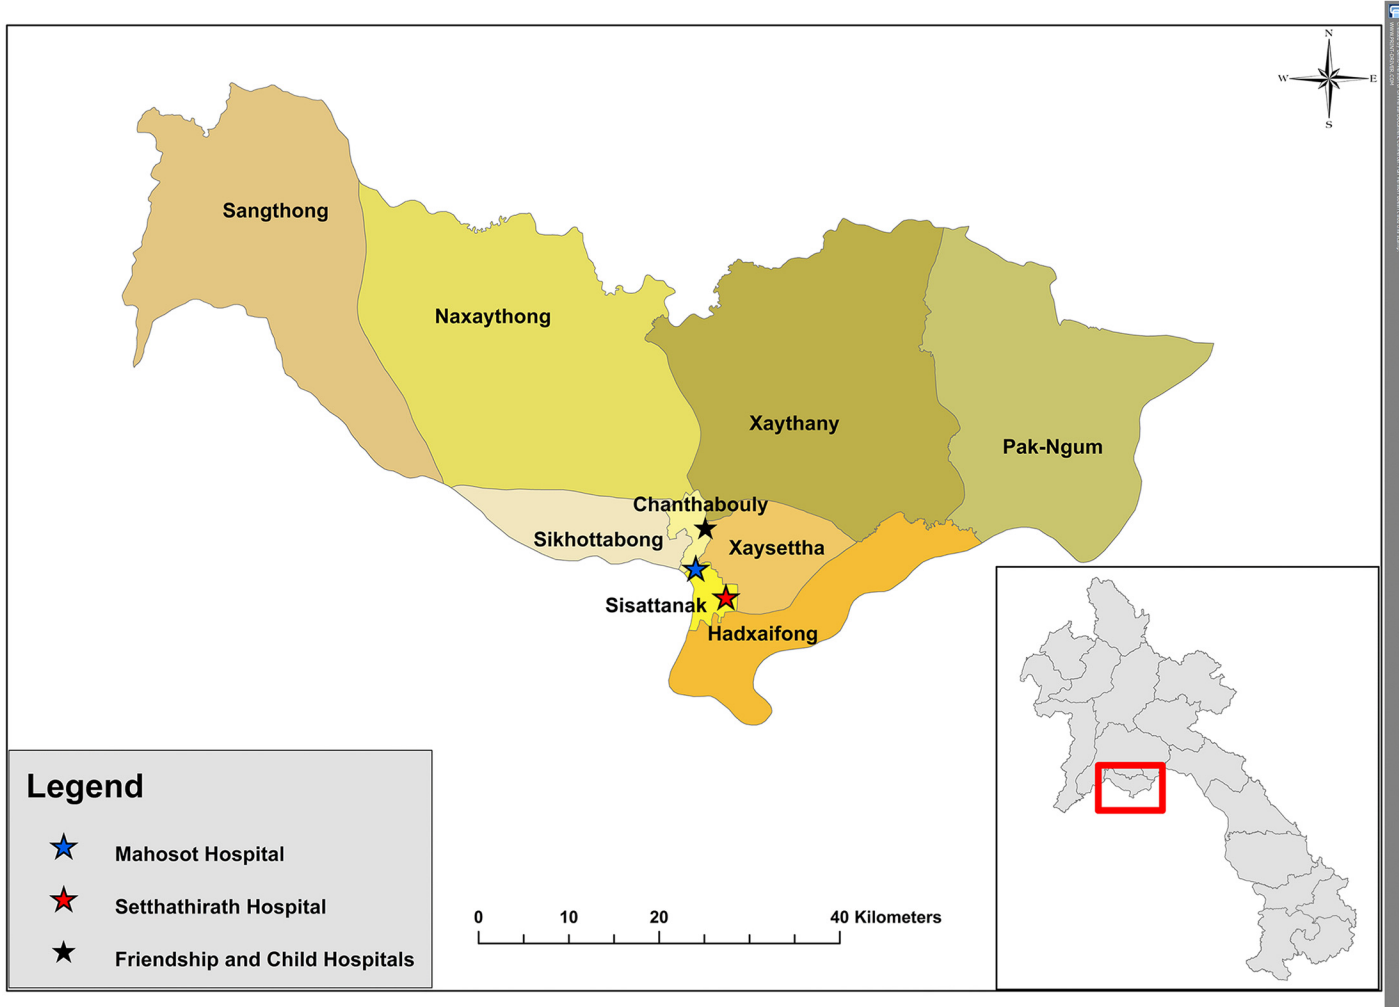 N
W E
S
Sangthong
Naxaythong
Xaythany
Pak-Ngum
Chanthabouly
Sikhottabong
Xaysettha
Sisattanak
Hadxaifong
Legend
Mahosot Hospital
Setthathirath Hospital
Friendship and Child Hospitals
0 10 20 40 Kilometers